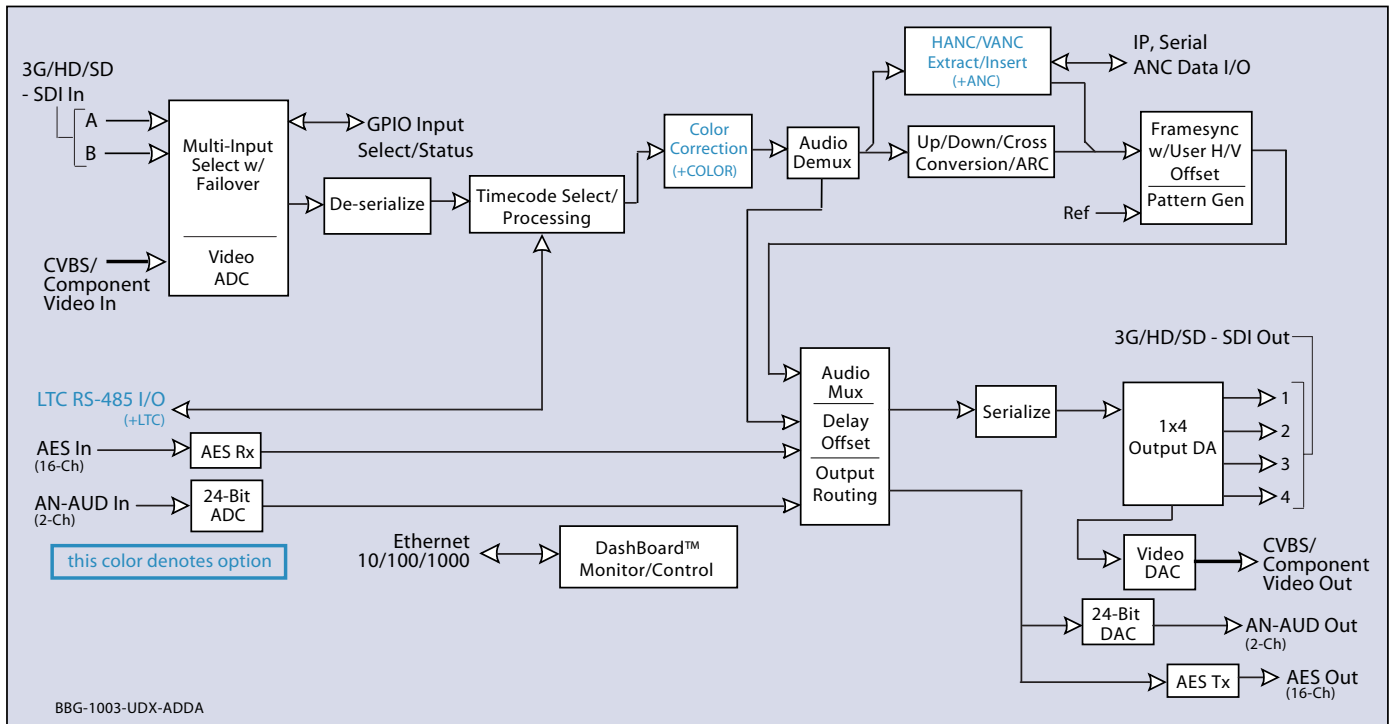 3G/HD/SD
- SDI In
A
B
Multi-Input
Select w/
Failover
Video
ADC
GPIO Input
Select/Status
CVBS/
Component
Video In
De-serialize
Timecode Select/
Processing
Color
Correction
(+COLOR)
Audio
Demux
HANC/VANC
Extract/Insert
(+ANC)
IP, Serial
ANC Data I/O
Up/Down/Cross
Conversion/ARC
Framesync
w/User H/V
Offset
Pattern Gen
Ref
LTC RS-485 I/O
(+LTC)
AES In
(16-Ch)
AES Rx
AN-AUD In
(2-Ch)
24-Bit
ADC
this color denotes option
Ethernet
10/100/1000
DashBoard™
Monitor/Control
Audio
Mux
Delay
Offset
Output
Routing
Serialize
3G/HD/SD - SDI Out
1x4
Output DA
1
2
3
4
Video
DAC
CVBS/
Component
Video Out
24-Bit
DAC
AN-AUD Out
(2-Ch)
AES Tx
AES Out
(16-Ch)
BBG-1003-UDX-ADDA